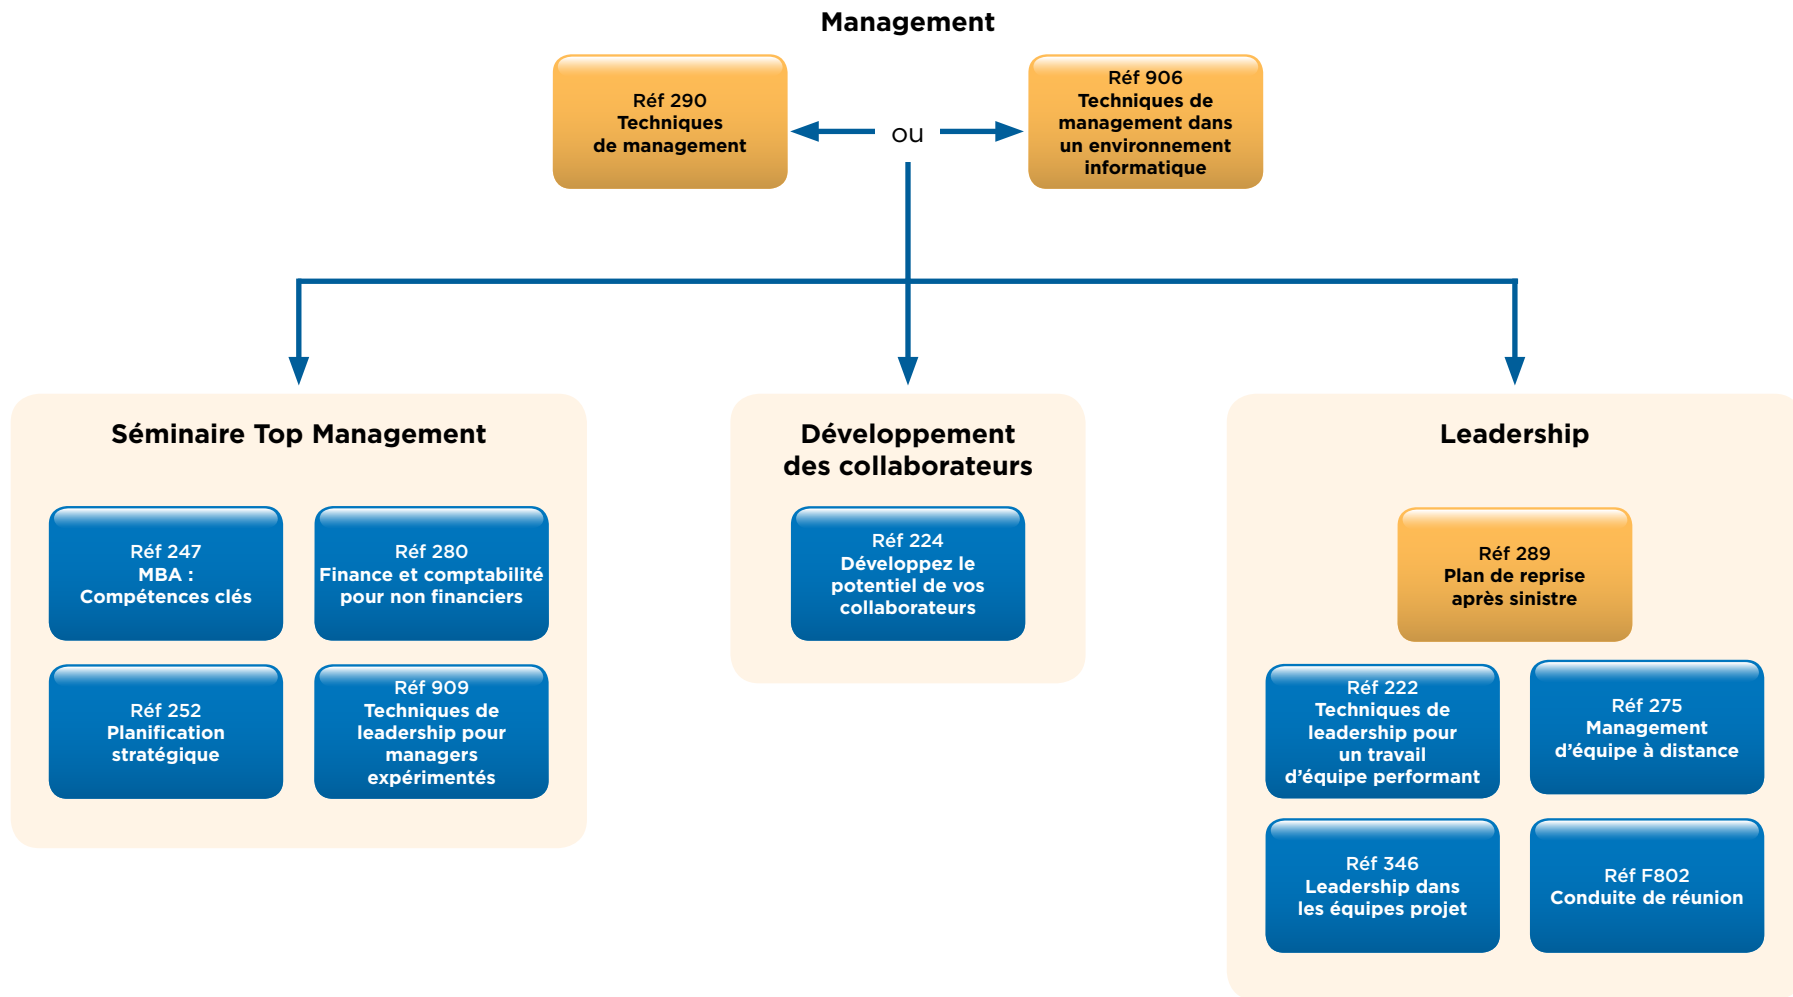 Management
Réf 290
Techniques
de management
ou
Réf 906
Techniques de
management dans
un environnement
informatique
Séminaire Top Management
Réf 247
MBA :
Compétences clés
Réf 280
Finance et comptabilité
pour non financiers
Réf 252
Planification
stratégique
Réf 909
Techniques de
leadership pour
managers
expérimentés
Développement
des collaborateurs
Réf 224
Développez le
potentiel de vos
collaborateurs
Leadership
Réf 289
Plan de reprise
après sinistre
Réf 222
Techniques de
leadership pour
un travail
d’équipe performant
Réf 275
Management
d’équipe à distance
Réf 346
Leadership dans
les équipes projet
Réf F802
Conduite de réunion